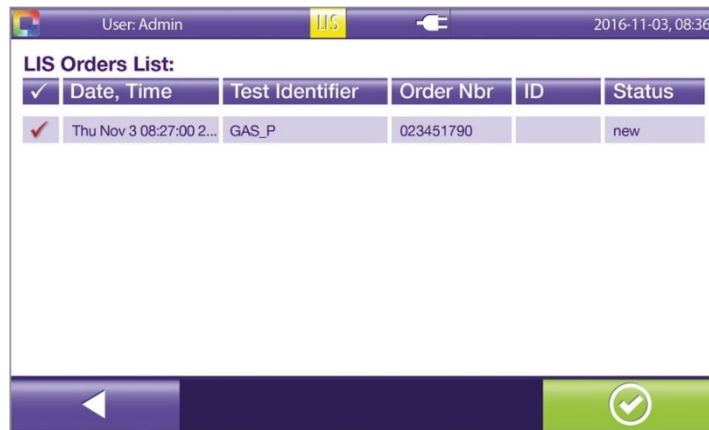 User: Admin LIS 2016-11-03, 08:36
LIS Orders List:
Date, Time Test Identifier Order Nbr ID Status
Thu Nov 3 08:27:00 2... GAS_P 023451790 new